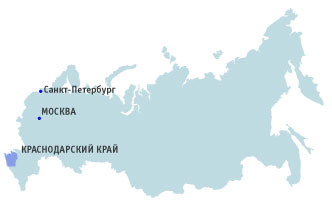 Санкт-Петербург
МОСКВА
КРАСНОДАРСКИЙ КРАЙ